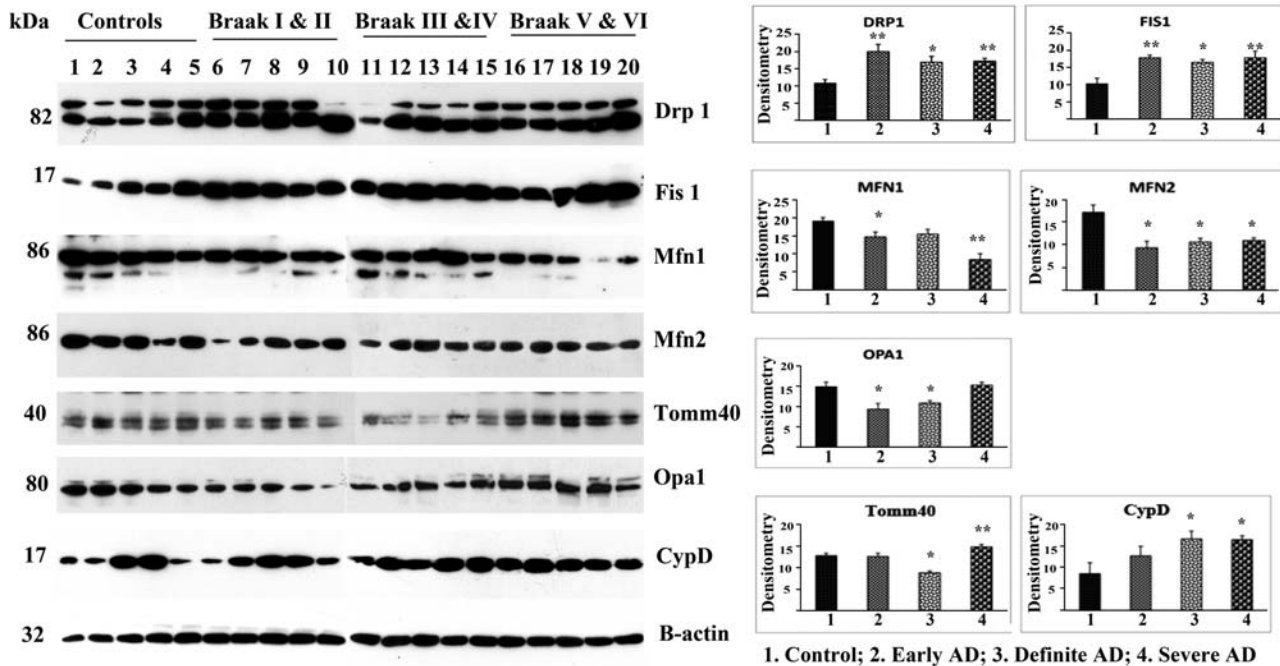 kDa Controls Braak I & II Braak III &IV Braak V & VI
1 2 3 4 5 6 7 8 9 10 11 12 13 14 15 16 17 18 19 20
82 Drp 1
17 Fis 1
86 Mfn1
86 Mfn2
40 Tomm40
80 Opa1
17 CypD
32 B-actin
DRP1
Densitometry
20
15
10
5
** * **
1 2 3 4
FIS1
20
15
10
5
** * **
1 2 3 4
MFN1
Densitometry
25
20
15
10
5
* **
1 2 3 4
MFN2
20
15
10
5
* * *
1 2 3 4
OPA1
Densitometry
20
15
10
5
* *
1 2 3 4
Tomm40
Densitometry
20
15
10
5
* **
1 2 3 4
CypD
Densitometry
20
15
10
5
* *
1 2 3 4
1. Control; 2. Early AD; 3. Definite AD; 4. Severe AD